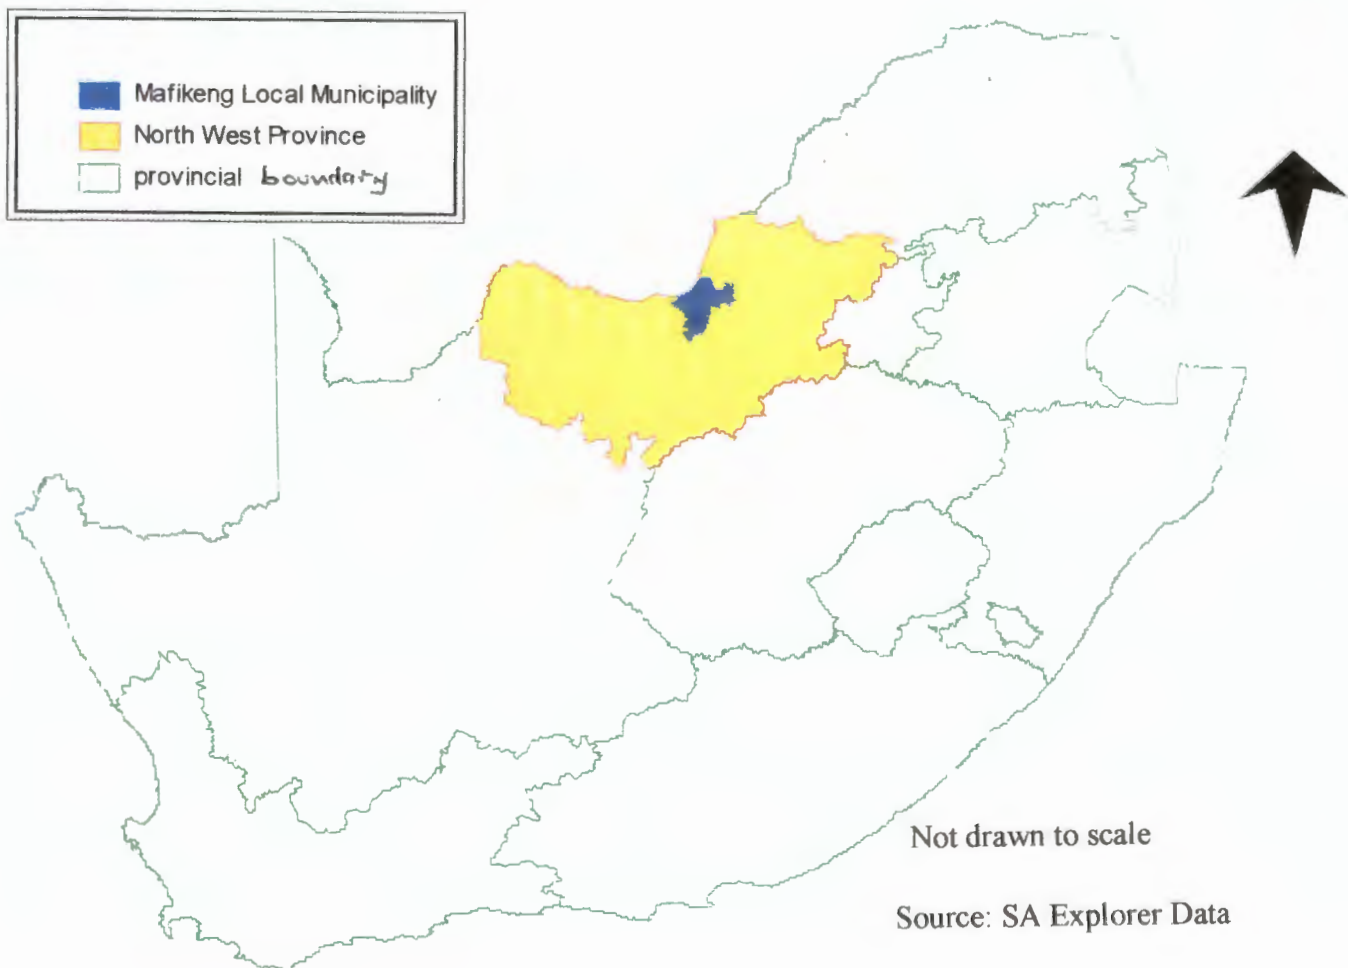 Mafikeng Local Municipality
North West Province
provincial boundary
Not drawn to scale
Source: SA Explorer Data